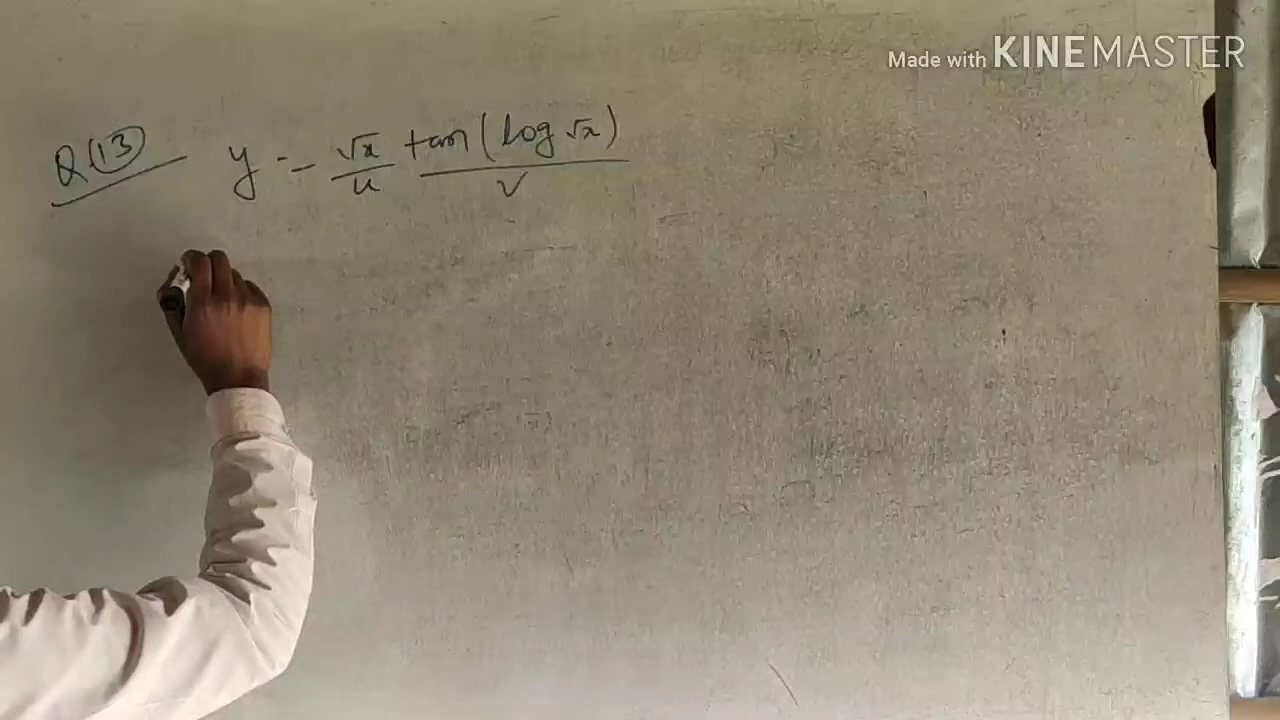 Made with KINEMASTER
Q(13) y = √x tan (log √x)
u v